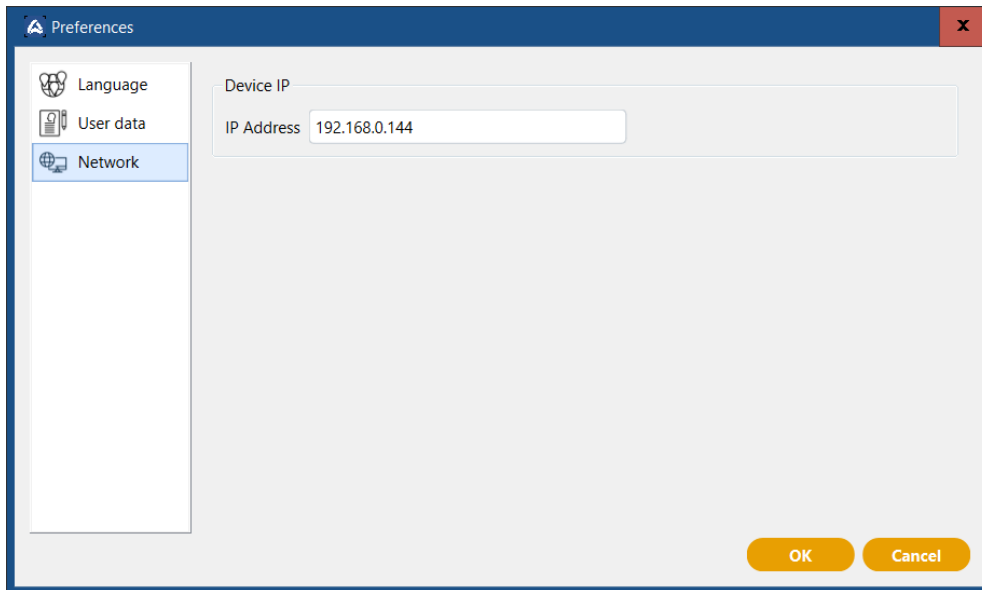 Preferences
x
Language
User data
Network
Device IP
IP Address 192.168.0.144
OK
Cancel